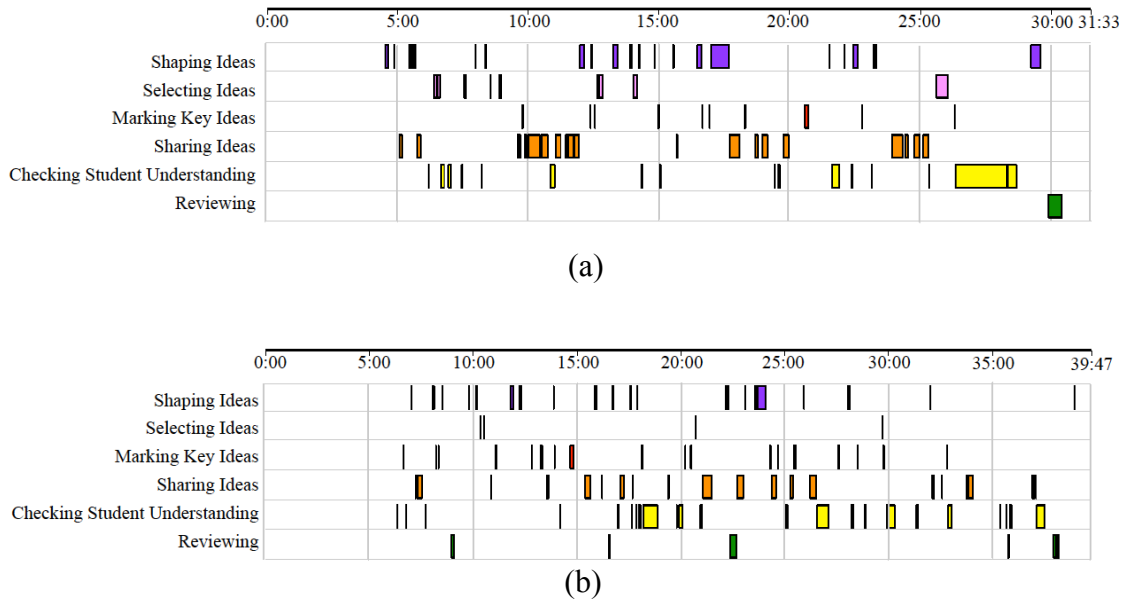 0:00 5:00 10:00 15:00 20:00 25:00 30:00 31:33
Shaping Ideas
Selecting Ideas
Marking Key Ideas
Sharing Ideas
Checking Student Understanding
Reviewing
(a)
0:00 5:00 10:00 15:00 20:00 25:00 30:00 35:00 39:47
Shaping Ideas
Selecting Ideas
Marking Key Ideas
Sharing Ideas
Checking Student Understanding
Reviewing
(b)